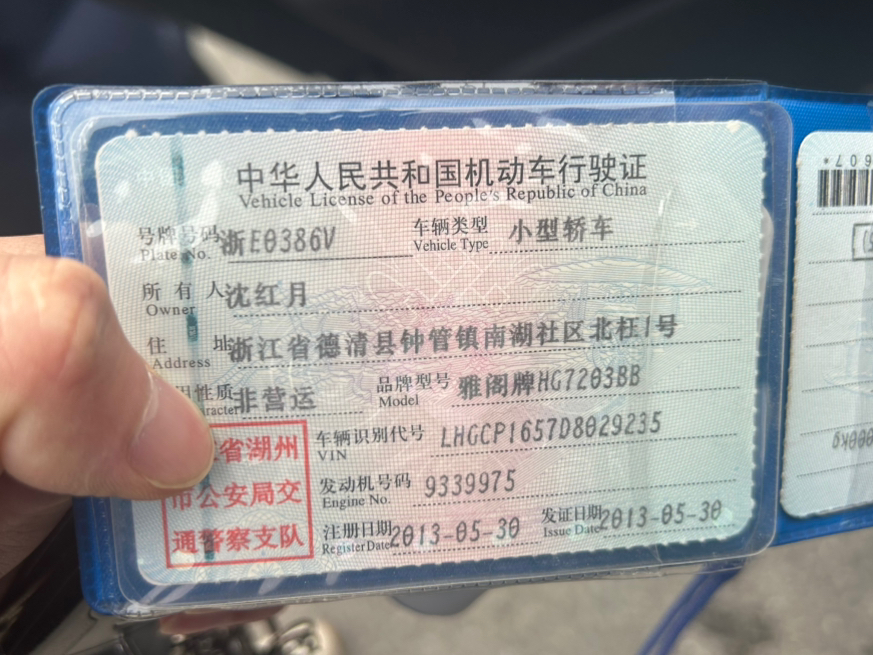 中华人民共和国机动车行驶证
Vehicle License of the People's Republic of China
号牌号码 浙E0386V 车辆类型 小型轿车
Plate No. Vehicle Type
所有人 沈红月
Owner
住址 浙江省德清县钟管镇南湖社区北枉1号
Address
用性质 非营运 品牌型号 雅阁牌HG7203BB
aracter Model
车辆识别代号 LHGCP1657D8029235
VIN
发动机号码 9339975
Engine No.
注册日期 2013-05-30 发证日期 2013-05-30
Register Date Issue Date
省湖州
市公安局交
通警察支队